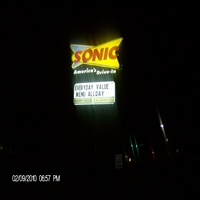 SONIC
America's Drive-In
EVERYDAY VALUE
MENU ALLDAY
02/09/2010 06:57 PM